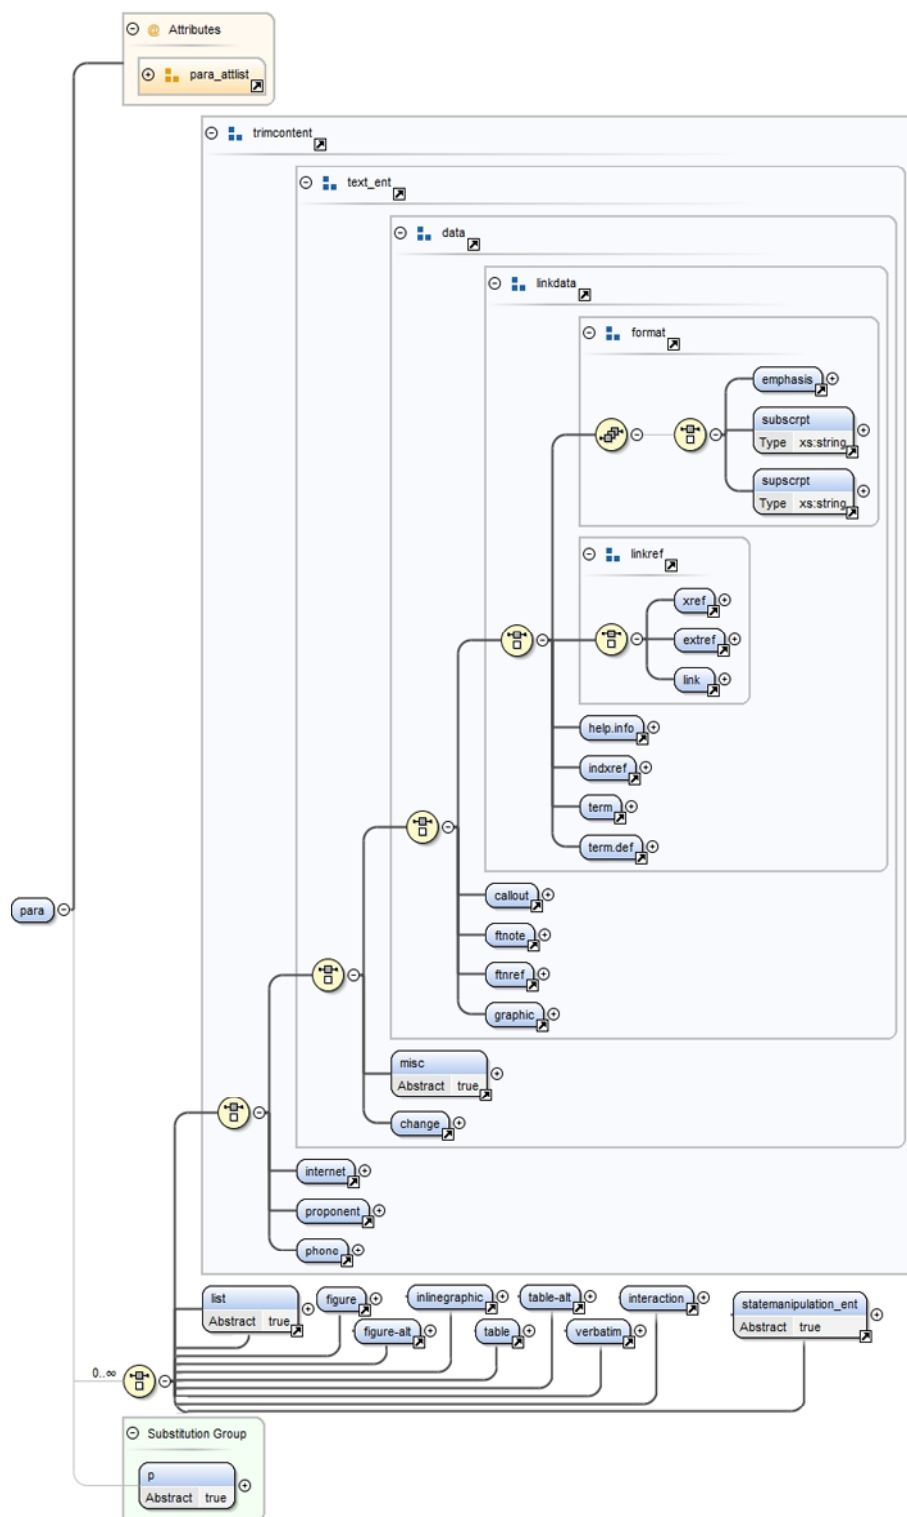 Attributes
para_attlist
trimcontent
text_ent
data
linkdata
format
emphasis
subscrpt
Type xs:string
supscrpt
Type xs:string
linkref
xref
extref
link
help.info
indxref
term
term.def
callout
para
ftnote
ftnref
graphic
misc
Abstract true
change
internet
proponent
phone
list
Abstract true
figure
inlinegraphic
table-alt
interaction
statemanipulation_ent
Abstract true
figure-alt
table
verbatim
0..∞
Substitution Group
p
Abstract true